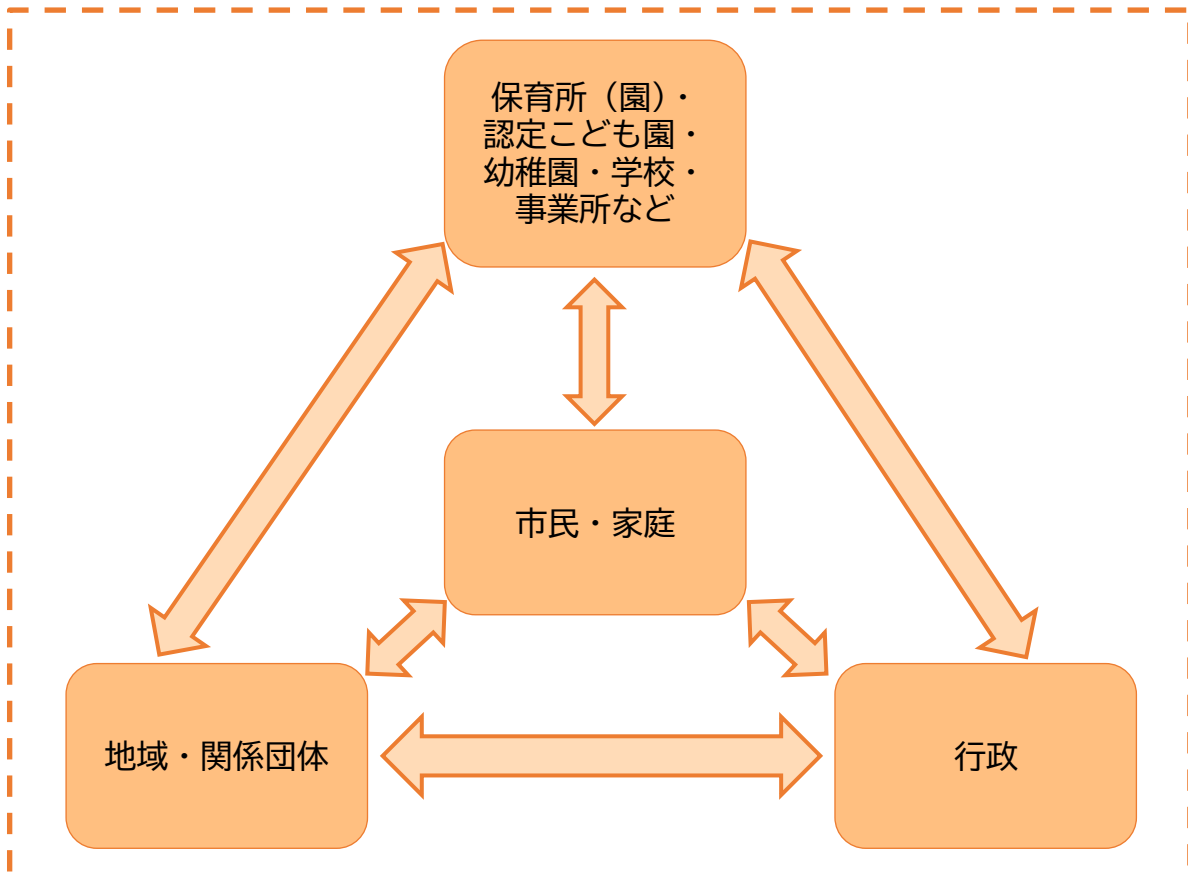 保育所（園）・
認定こども園・
幼稚園・学校・
事業所など
市民・家庭
地域・関係団体
行政